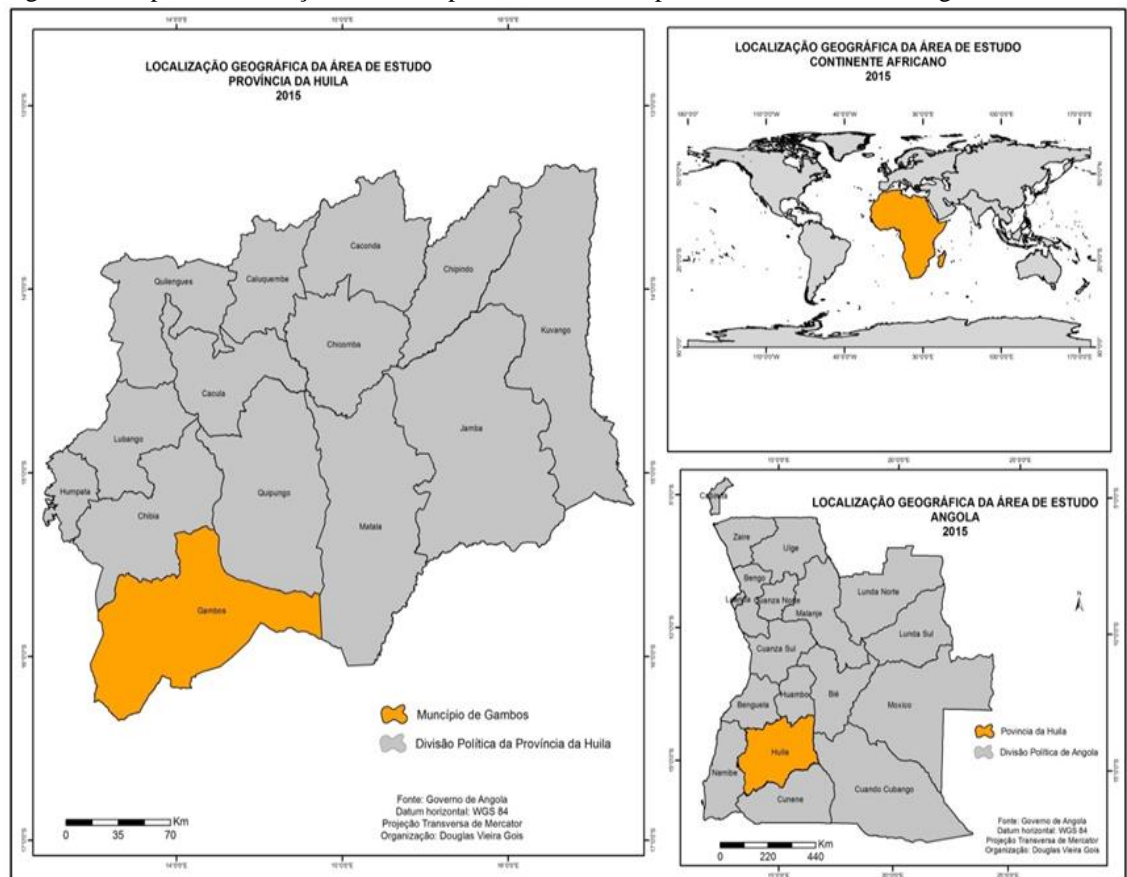 LOCALIZAÇÃO GEOGRÁFICA DA ÁREA DE ESTUDO
PROVÍNCIA DA HUILA
2015
Caconda
Chipindo
Quilengues
Caluquembe
Kuvango
Chicomba
Cacula
Jamba
Lubango
Humpata
Quipungo
Chibia
Matala
Gambos
Muncípio de Gambos
Divisão Política da Província da Huila
Fonte: Governo de Angola
Datum horizontal: WGS 84
Projeção Transversa de Mercator
Organização: Douglas Vieira Gois
Km
0 35 70
LOCALIZAÇÃO GEOGRÁFICA DA ÁREA DE ESTUDO
CONTINENTE AFRICANO
2015
LOCALIZAÇÃO GEOGRÁFICA DA ÁREA DE ESTUDO
ANGOLA
2015
Zaire
Uíge
Bengo
Cuanza Norte
Malanje
Lunda Norte
Lunda Sul
Cuanza Sul
Benguela
Huambo
Bié
Moxico
Huila
Namibe
Cunene
Cuando Cubango
N
Povincia da Huila
Divisão Política de Angola
Fonte: Governo de Angola
Datum horizontal: WGS 84
Projeção Transversa de Mercator
Organização: Douglas Vieira Gois
Km
0 220 440